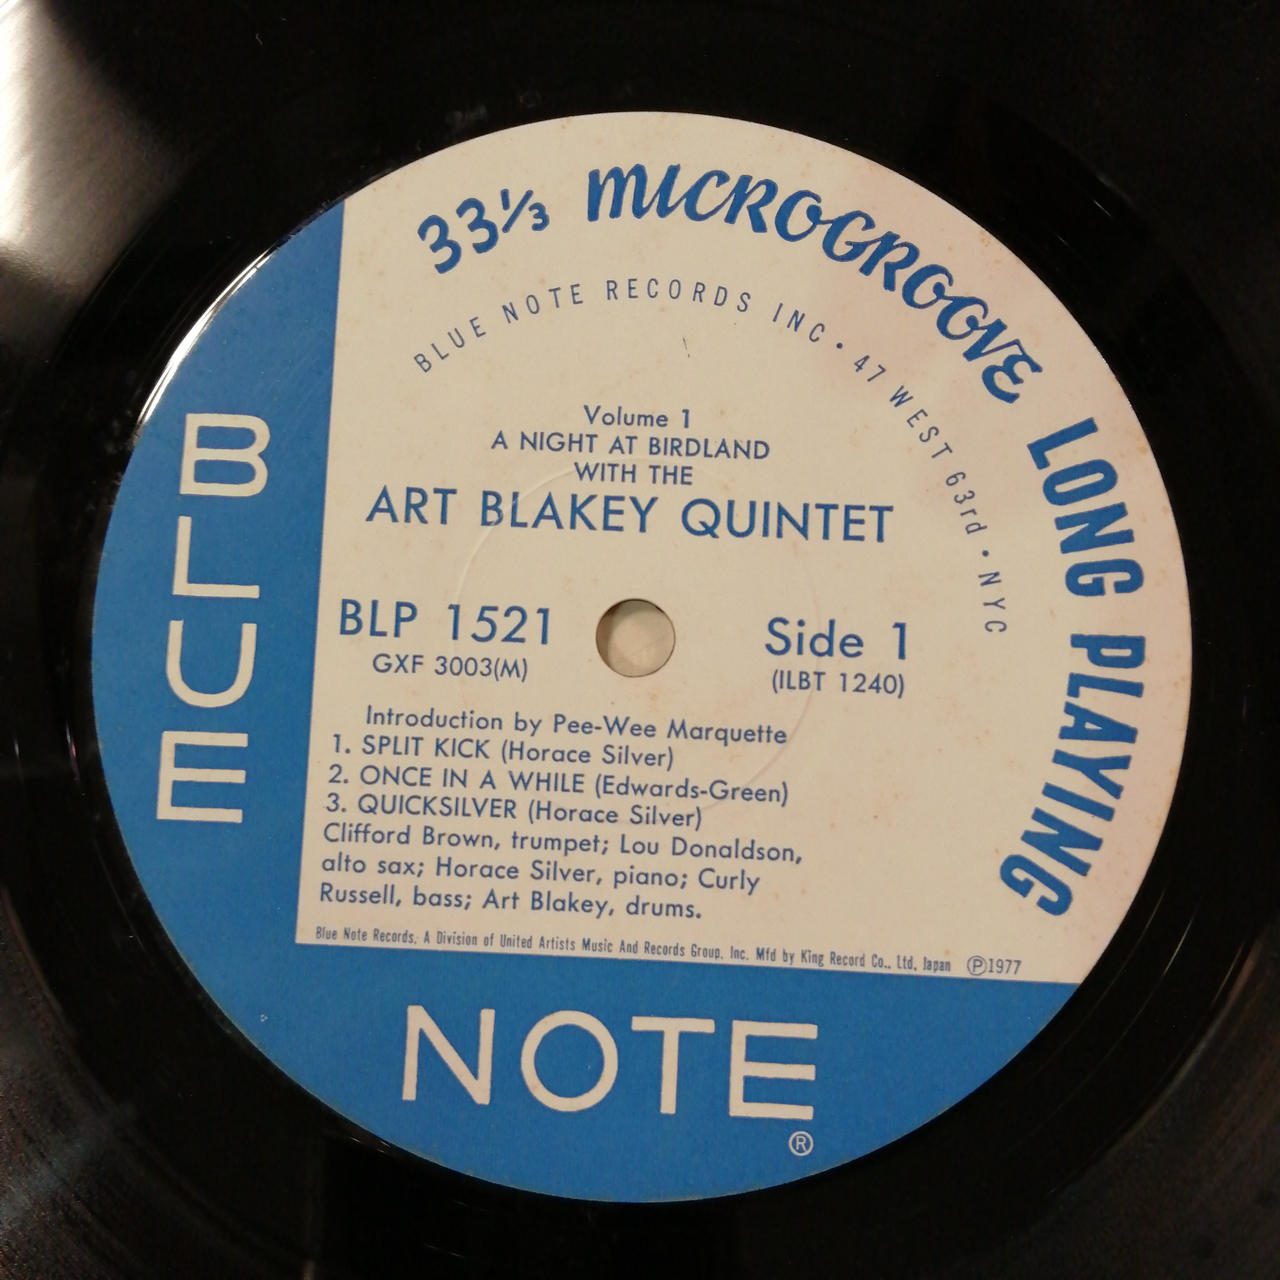 33⅓ MICROGROOVE LONG PLAYING
BLUE NOTE RECORDS INC • 47 WEST 63rd • NYC
Volume 1
A NIGHT AT BIRDLAND
WITH THE
ART BLAKEY QUINTET
BLP 1521
GXF 3003(M)
Side 1
(ILBT 1240)
Introduction by Pee-Wee Marquette
1. SPLIT KICK (Horace Silver)
2. ONCE IN A WHILE (Edwards-Green)
3. QUICKSILVER (Horace Silver)
Clifford Brown, trumpet; Lou Donaldson,
alto sax; Horace Silver, piano; Curly
Russell, bass; Art Blakey, drums.
Blue Note Records, A Division of United Artists Music And Records Group, Inc. Mfd by King Record Co., Ltd, Japan ℗1977
BLUE
NOTE
®